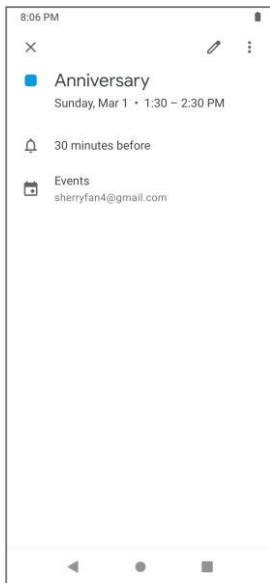 8:06 PM
Anniversary
Sunday, Mar 1 • 1:30 – 2:30 PM
30 minutes before
Events
sherryfan4@gmail.com